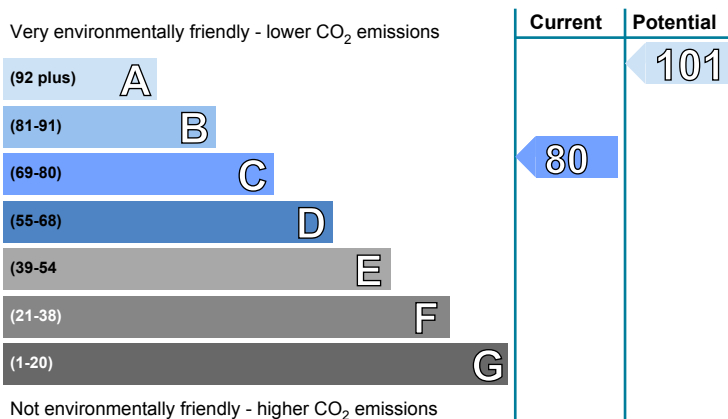 Current Potential
Very environmentally friendly - lower CO2 emissions
101
(92 plus) A
(81-91) B
80
(69-80) C
(55-68) D
(39-54 E
(21-38) F
(1-20) G
Not environmentally friendly - higher CO2 emissions